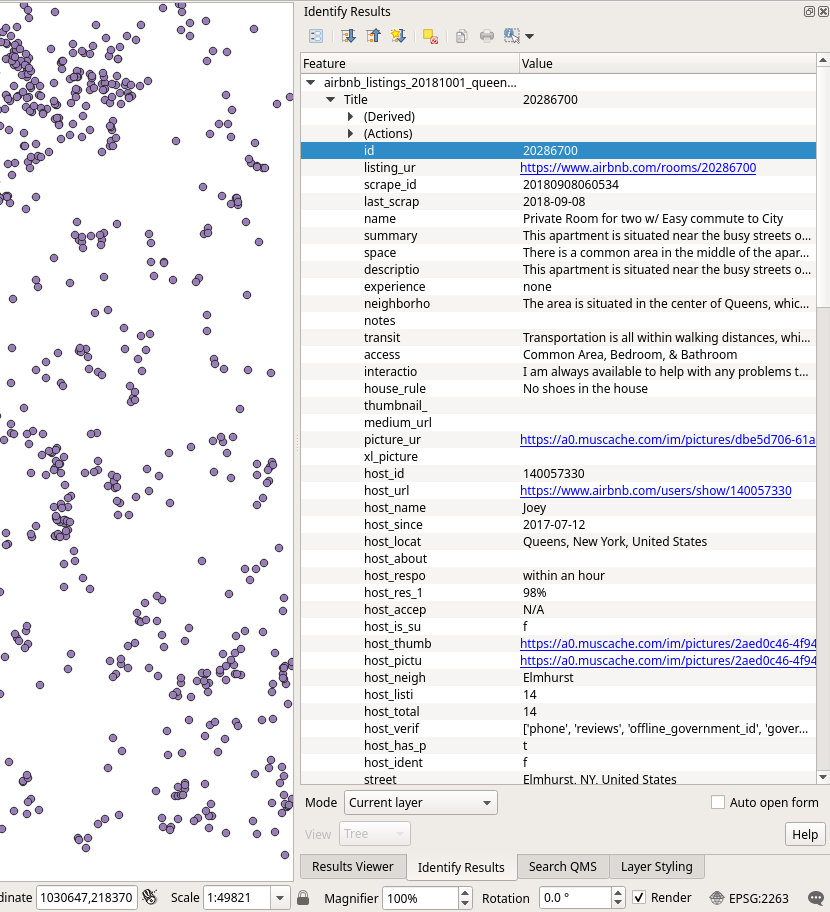 Identify Results
Feature Value
airbnb_listings_20181001_queen...
Title 20286700
(Derived)
(Actions)
id 20286700
listing_ur https://www.airbnb.com/rooms/20286700
scrape_id 20180908060534
last_scrap 2018-09-08
name Private Room for two w/ Easy commute to City
summary This apartment is situated near the busy streets o...
space There is a common area in the middle of the apar...
descriptio This apartment is situated near the busy streets o...
experience none
neighborho The area is situated in the center of Queens, whic...
notes
transit Transportation is all within walking distances, whi...
access Common Area, Bedroom, & Bathroom
interactio I am always available to help with any problems t...
house_rule No shoes in the house
thumbnail_
medium_url
picture_ur https://a0.muscache.com/im/pictures/dbe5d706-61a
xl_picture
host_id 140057330
host_url https://www.airbnb.com/users/show/140057330
host_name Joey
host_since 2017-07-12
host_locat Queens, New York, United States
host_about
host_respo within an hour
host_res_1 98%
host_accep N/A
host_is_su f
host_thumb https://a0.muscache.com/im/pictures/2aed0c46-4f94
host_pictu https://a0.muscache.com/im/pictures/2aed0c46-4f94
host_neigh Elmhurst
host_listi 14
host_total 14
host_verif ['phone', 'reviews', 'offline_government_id', 'gover...
host_has_p t
host_ident f
street Elmhurst, NY, United States
Mode Current layer Auto open form
View Tree Help
Results Viewer Identify Results Search QMS Layer Styling
dinate 1030647,218370 Scale 1:49821 Magnifier 100% Rotation 0.0 ° Render EPSG:2263